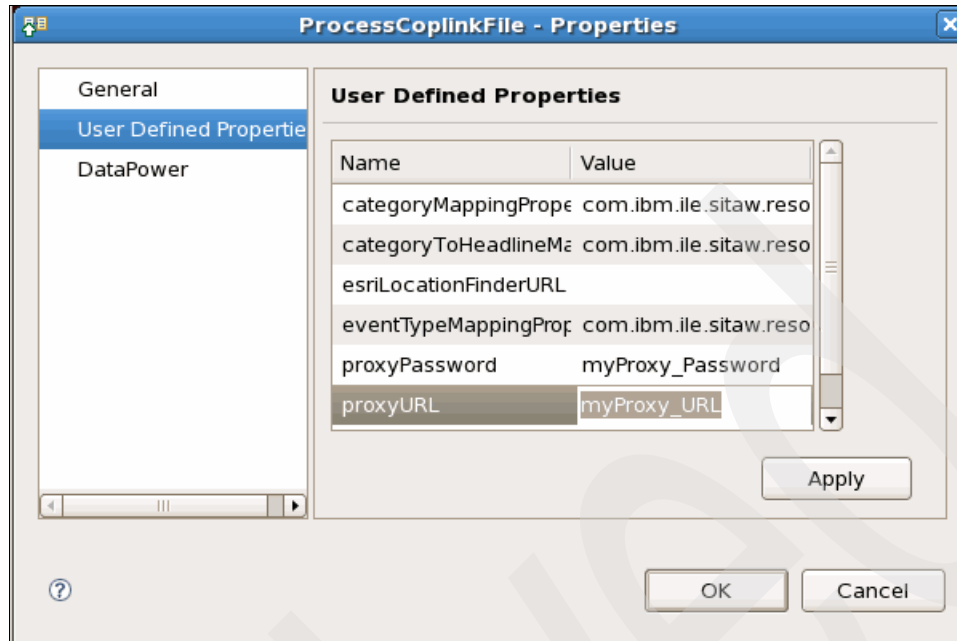 ProcessCoplinkFile - Properties
General
User Defined Propertie
DataPower
User Defined Properties
Name Value
categoryMappingPrope com.ibm.ile.sitaw.reso
categoryToHeadlineMa com.ibm.ile.sitaw.reso
esriLocationFinderURL
eventTypeMappingProp com.ibm.ile.sitaw.reso
proxyPassword myProxy_Password
proxyURL myProxy_URL
Apply
OK Cancel